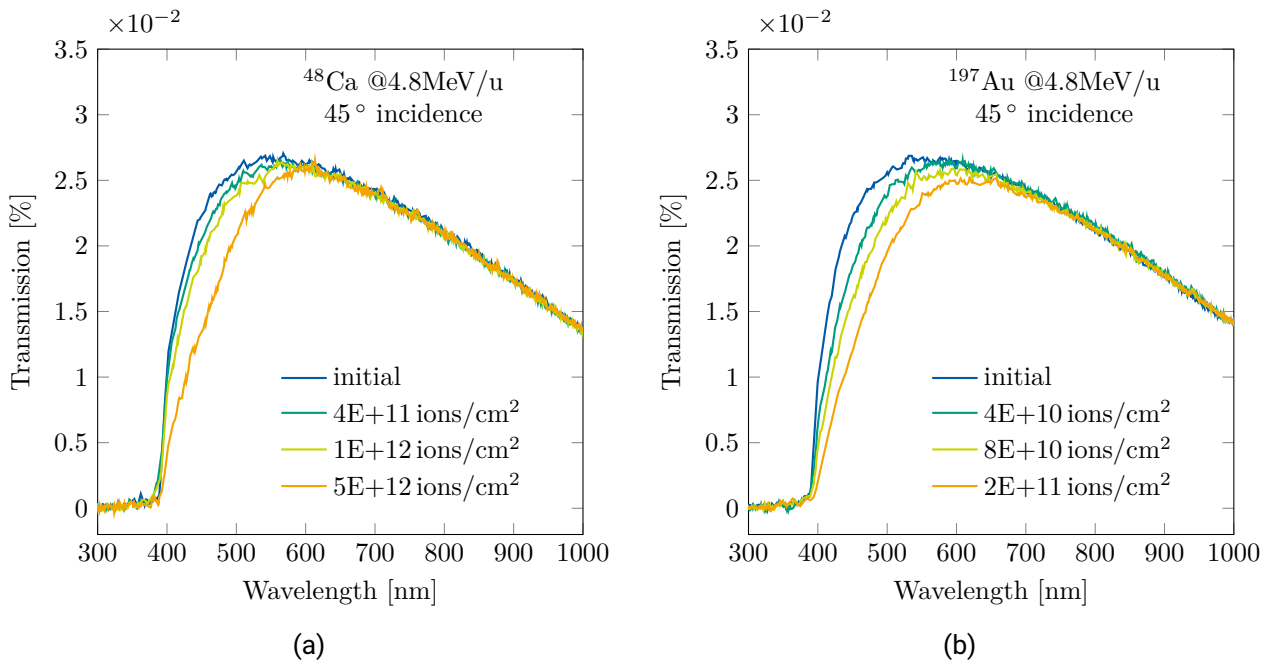 ×10⁻²
3.5
3
2.5
2
1.5
1
0.5
0
Transmission [%]
⁴⁸Ca @4.8MeV/u
45° incidence
initial
4E+11 ions/cm²
1E+12 ions/cm²
5E+12 ions/cm²
300 400 500 600 700 800 900 1000
Wavelength [nm]
(a)
×10⁻²
3.5
3
2.5
2
1.5
1
0.5
0
Transmission [%]
¹⁹⁷Au @4.8MeV/u
45° incidence
initial
4E+10 ions/cm²
8E+10 ions/cm²
2E+11 ions/cm²
300 400 500 600 700 800 900 1000
Wavelength [nm]
(b)